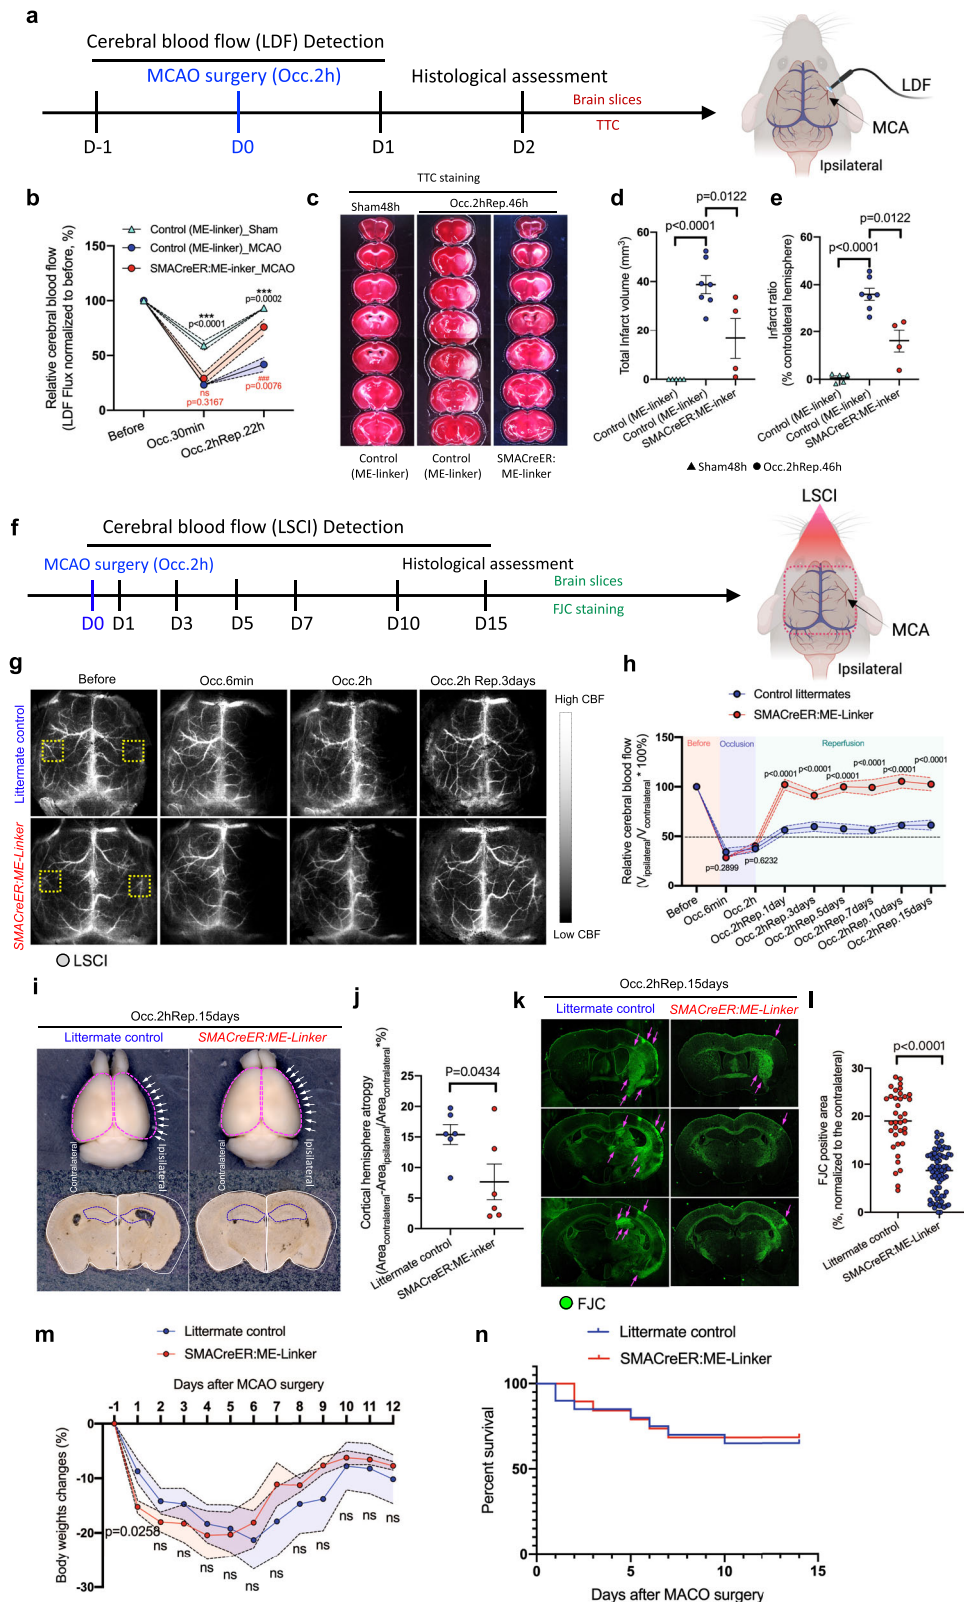 a
Cerebral blood flow (LDF) Detection
MCAO surgery (Occ.2h)
Histological assessment
Brain slices
TTC
D-1
D0
D1
D2
LDF
MCA
Ipsilateral
b
Control (ME-linker)_Sham
Control (ME-linker)_MCAO
SMACreER:ME-inker_MCAO
Relative cerebral blood flow
(LDF Flux normalized to before, %)
150
100
50
0
***
p<0.0001
***
p=0.0002
ns
p=0.3167
###
p=0.0076
Before
Occ.30min
Occ.2hRep.22h
c
TTC staining
Sham48h
Occ.2hRep.46h
Control
(ME-linker)
Control
(ME-linker)
SMACreER:
ME-linker
d
p=0.0122
p<0.0001
Total Infarct volume (mm3)
60
40
20
0
Control (ME-linker)
Control (ME-linker)
SMACreER:ME-inker
e
p=0.0122
p<0.0001
Infarct ratio
(% controlateral hemisphere)
60
40
20
0
Control (ME-linker)
Control (ME-linker)
SMACreER:ME-inker
Sham48h
Occ.2hRep.46h
f
Cerebral blood flow (LSCI) Detection
MCAO surgery (Occ.2h)
Histological assessment
Brain slices
FJC staining
D0
D1
D3
D5
D7
D10
D15
LSCI
MCA
Ipsilateral
g
Before
Occ.6min
Occ.2h
Occ.2h Rep.3days
Littermate control
SMACreER:ME-Linker
High CBF
Low CBF
LSCI
h
Control littermates
SMACreER:ME-Linker
Relative cerebral blood flow
(Vipsilateral/Vcontralateral* 100%)
150
100
50
0
Before
Occlusion
Reperfusion
p<0.0001
p<0.0001
p<0.0001
p<0.0001
p<0.0001
p<0.0001
p=0.2899
p=0.6232
Before
Occ.6min
Occ.2h
Occ.2hRep.1day
Occ.2hRep.3days
Occ.2hRep.5days
Occ.2hRep.7days
Occ.2hRep.10days
Occ.2hRep.15days
i
Occ.2hRep.15days
Littermate control
SMACreER:ME-Linker
Contralateral
Ipsilateral
Contralateral
Ipsilateral
j
P=0.0434
Cortical hemisphere atropgy
(Areacontralateral-Areaipsilateral/Areacontralateral*%)
25
20
15
10
5
0
Littermate control
SMACreER:ME-inker
k
Occ.2hRep.15days
Littermate control
SMACreER:ME-Linker
FJC
l
p<0.0001
FJC positive area
(%, normalized to the contralateral)
30
20
10
0
Littermate control
SMACreER:ME-Linker
m
Littermate control
SMACreER:ME-Linker
Days after MCAO surgery
-1 1 2 3 4 5 6 7 8 9 10 11 12
Body weights changes (%)
0
-10
-20
-30
p=0.0258
ns
ns
ns
ns
ns
ns
ns
ns
ns
ns
ns
n
Littermate control
SMACreER:ME-Linker
Percent survival
100
50
0
0
5
10
15
Days after MACO surgery